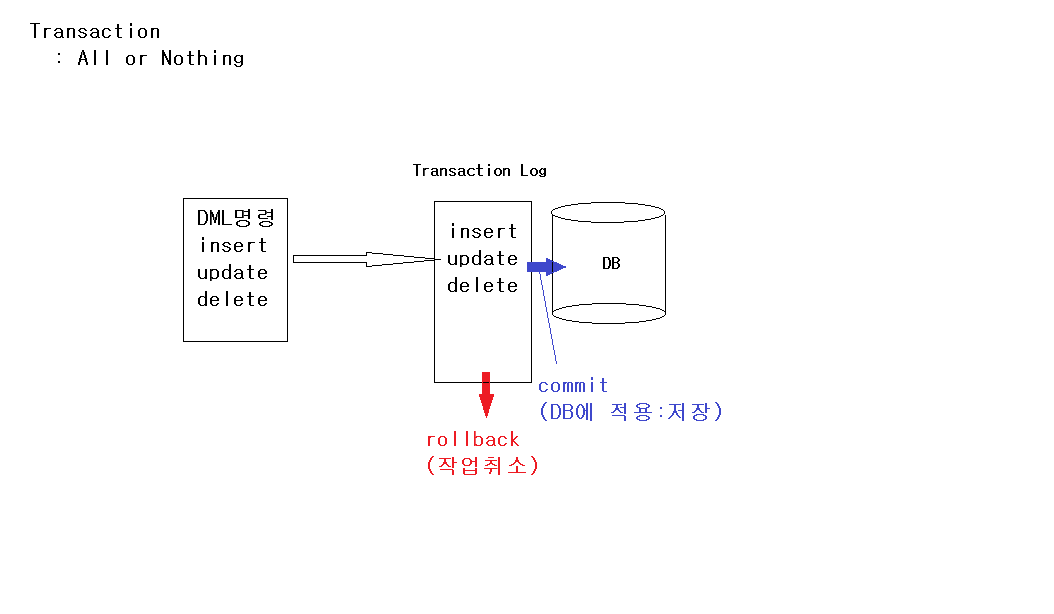 Transaction
: All or Nothing
Transaction Log
DML명령
insert
update
delete
insert
update
delete
DB
commit
(DB에 적용:저장)
rollback
(작업취소)